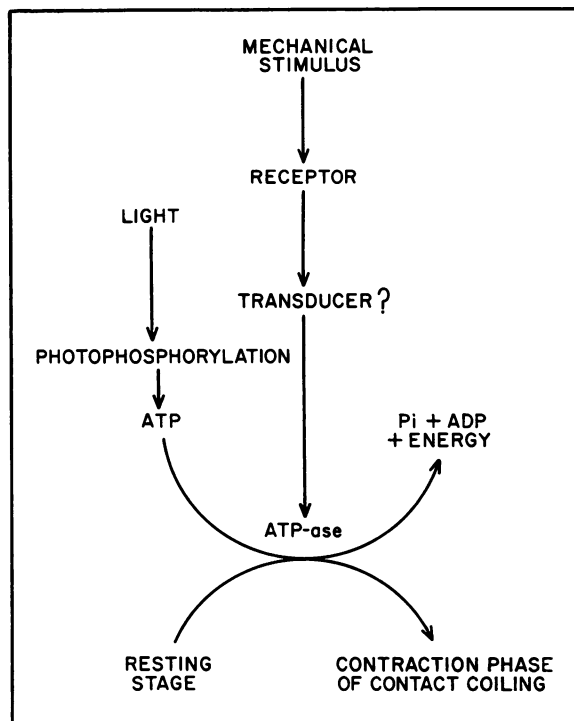 MECHANICAL
STIMULUS
RECEPTOR
LIGHT
TRANSDUCER?
PHOTOPHOSPHORYLATION
ATP
Pi + ADP
+ ENERGY
ATP-ase
RESTING
STAGE
CONTRACTION PHASE
OF CONTACT COILING